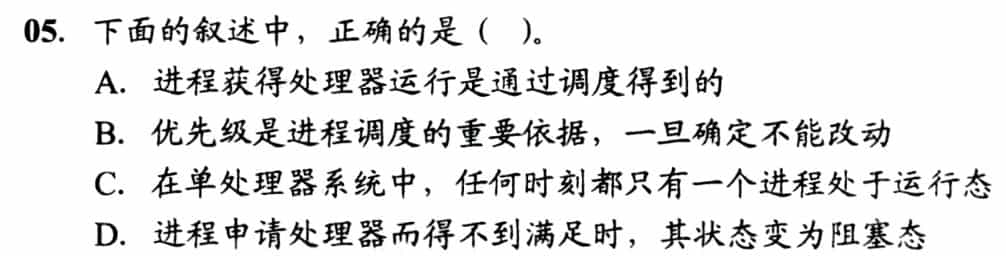 05. 下面的叙述中，正确的是（ ）。
A. 进程获得处理器运行是通过调度得到的
B. 优先级是进程调度的重要依据，一旦确定不能改动
C. 在单处理器系统中，任何时刻都只有一个进程处于运行态
D. 进程申请处理器而得不到满足时，其状态变为阻塞态